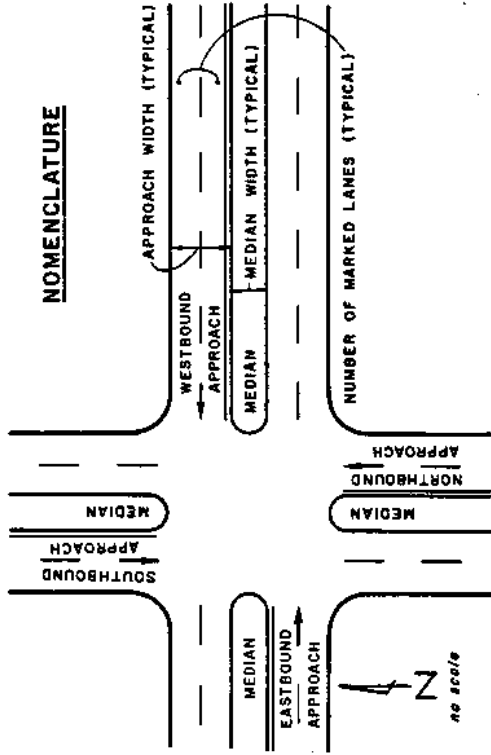 NOMENCLATURE
APPROACH WIDTH (TYPICAL)
MEDIAN WIDTH (TYPICAL)
NUMBER OF MARKED LANES (TYPICAL)
WESTBOUND
APPROACH
MEDIAN
MEDIAN
SOUTHBOUND
APPROACH
NORTHBOUND
APPROACH
MEDIAN
MEDIAN
EASTBOUND
APPROACH
Z
no scale